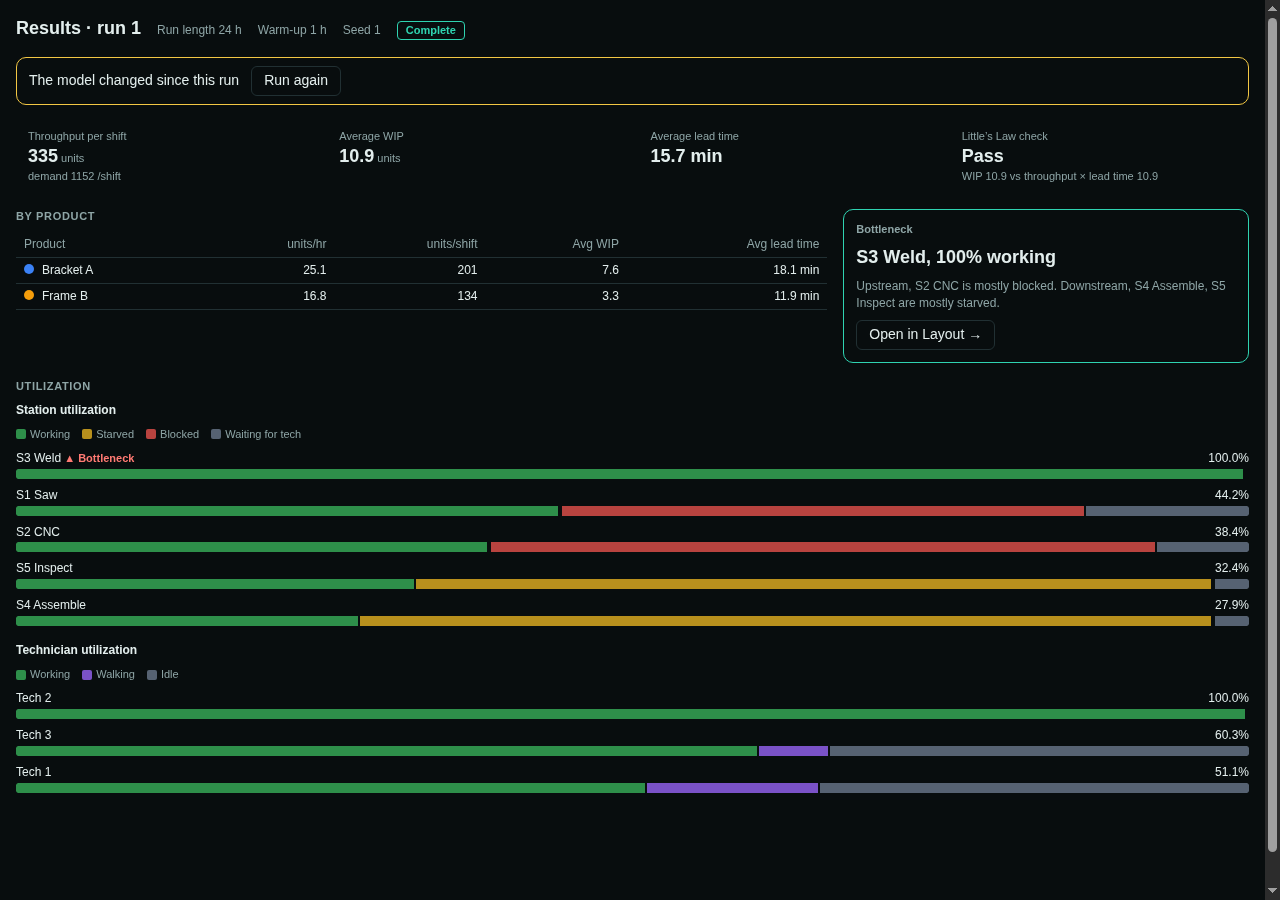 Results · run 1 Run length 24 h Warm-up 1 h Seed 1 Complete
The model changed since this run Run again
Throughput per shift
335 units
demand 1152 /shift
Average WIP
10.9 units
Average lead time
15.7 min
Little's Law check
Pass
WIP 10.9 vs throughput × lead time 10.9
BY PRODUCT
Product units/hr units/shift Avg WIP Avg lead time
Bracket A 25.1 201 7.6 18.1 min
Frame B 16.8 134 3.3 11.9 min
Bottleneck
S3 Weld, 100% working
Upstream, S2 CNC is mostly blocked. Downstream, S4 Assemble, S5
Inspect are mostly starved.
Open in Layout →
UTILIZATION
Station utilization
Working Starved Blocked Waiting for tech
S3 Weld ▲ Bottleneck 100.0%
S1 Saw 44.2%
S2 CNC 38.4%
S5 Inspect 32.4%
S4 Assemble 27.9%
Technician utilization
Working Walking Idle
Tech 2 100.0%
Tech 3 60.3%
Tech 1 51.1%